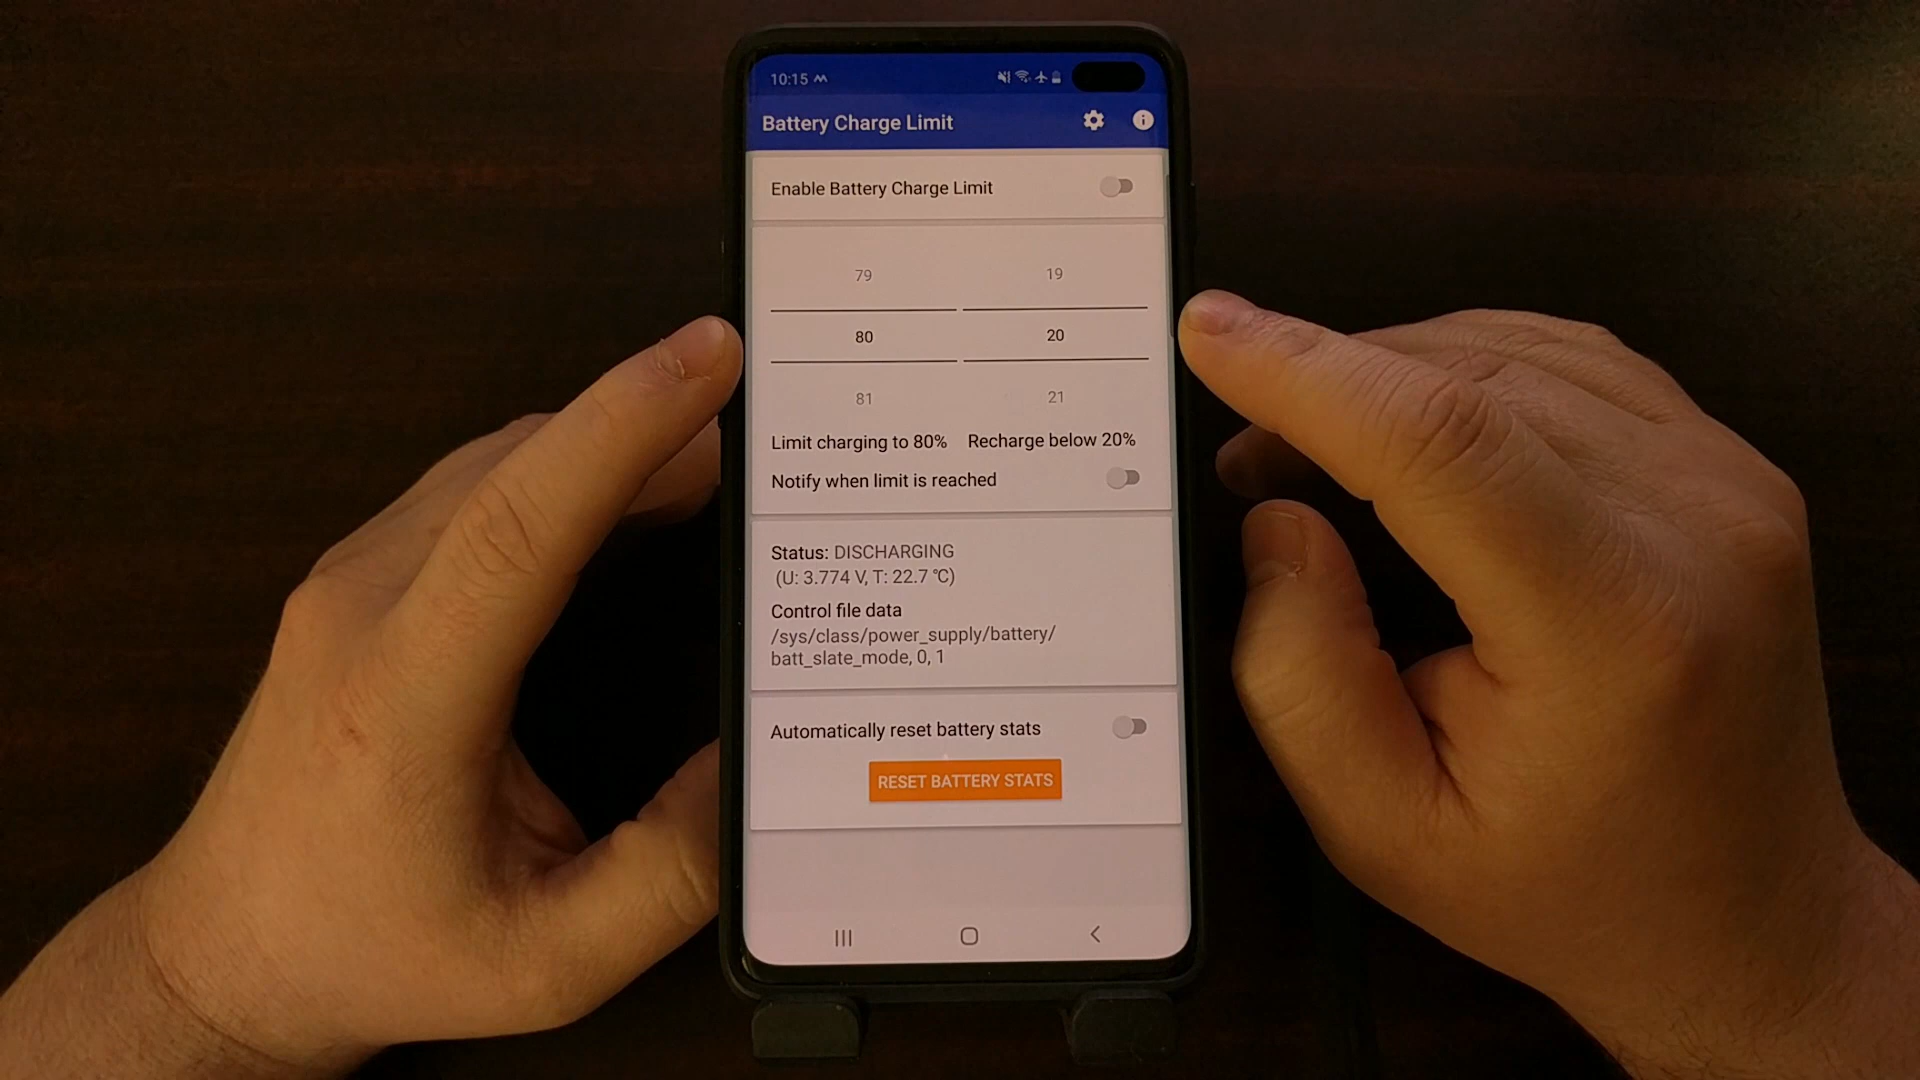 10:15
Battery Charge Limit
Enable Battery Charge Limit
79 19
80 20
81 21
Limit charging to 80% Recharge below 20%
Notify when limit is reached
Status: DISCHARGING
(U: 3.774 V, T: 22.7 °C)
Control file data
/sys/class/power_supply/battery/
batt_slate_mode, 0, 1
Automatically reset battery stats
RESET BATTERY STATS